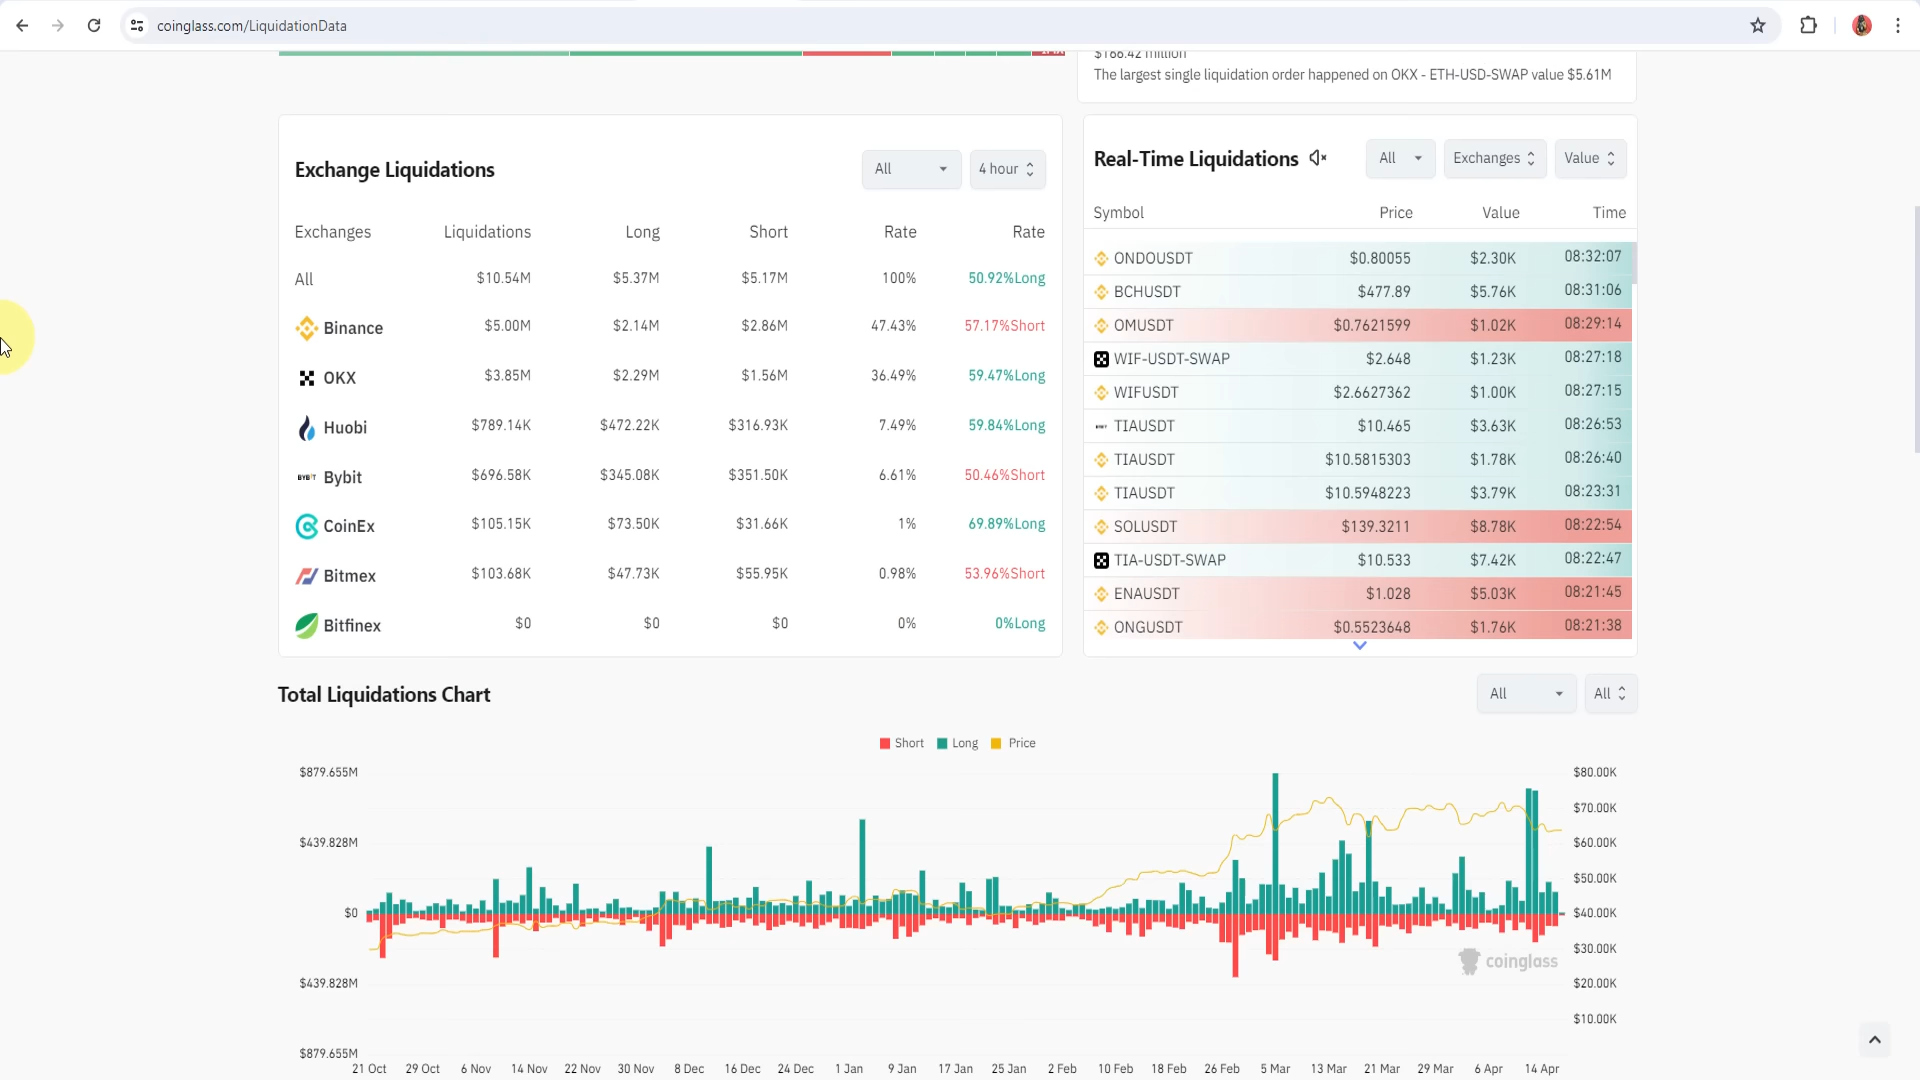 coinglass.com/LiquidationData
$166.42 million
The largest single liquidation order happened on OKX - ETH-USD-SWAP value $5.61M
Exchange Liquidations
All
4 hour
Exchanges Liquidations Long Short Rate Rate
All $10.54M $5.37M $5.17M 100% 50.92%Long
Binance $5.00M $2.14M $2.86M 47.43% 57.17%Short
OKX $3.85M $2.29M $1.56M 36.49% 59.47%Long
Huobi $789.14K $472.22K $316.93K 7.49% 59.84%Long
BYBIT Bybit $696.58K $345.08K $351.50K 6.61% 50.46%Short
CoinEx $105.15K $73.50K $31.66K 1% 69.89%Long
Bitmex $103.68K $47.73K $55.95K 0.98% 53.96%Short
Bitfinex $0 $0 $0 0% 0%Long
Real-Time Liquidations
All
Exchanges
Value
Symbol Price Value Time
ONDOUSDT $0.80055 $2.30K 08:32:07
BCHUSDT $477.89 $5.76K 08:31:06
OMUSDT $0.7621599 $1.02K 08:29:14
WIF-USDT-SWAP $2.648 $1.23K 08:27:18
WIFUSDT $2.6627362 $1.00K 08:27:15
TIAUSDT $10.465 $3.63K 08:26:53
TIAUSDT $10.5815303 $1.78K 08:26:40
TIAUSDT $10.5948223 $3.79K 08:23:31
SOLUSDT $139.3211 $8.78K 08:22:54
TIA-USDT-SWAP $10.533 $7.42K 08:22:47
ENAUSDT $1.028 $5.03K 08:21:45
ONGUSDT $0.5523648 $1.76K 08:21:38
Total Liquidations Chart
All
All
Short Long Price
$879.655M
$439.828M
$0
$439.828M
$879.655M
$80.00K
$70.00K
$60.00K
$50.00K
$40.00K
$30.00K
$20.00K
$10.00K
coinglass
21 Oct 29 Oct 6 Nov 14 Nov 22 Nov 30 Nov 8 Dec 16 Dec 24 Dec 1 Jan 9 Jan 17 Jan 25 Jan 2 Feb 10 Feb 18 Feb 26 Feb 5 Mar 13 Mar 21 Mar 29 Mar 6 Apr 14 Apr